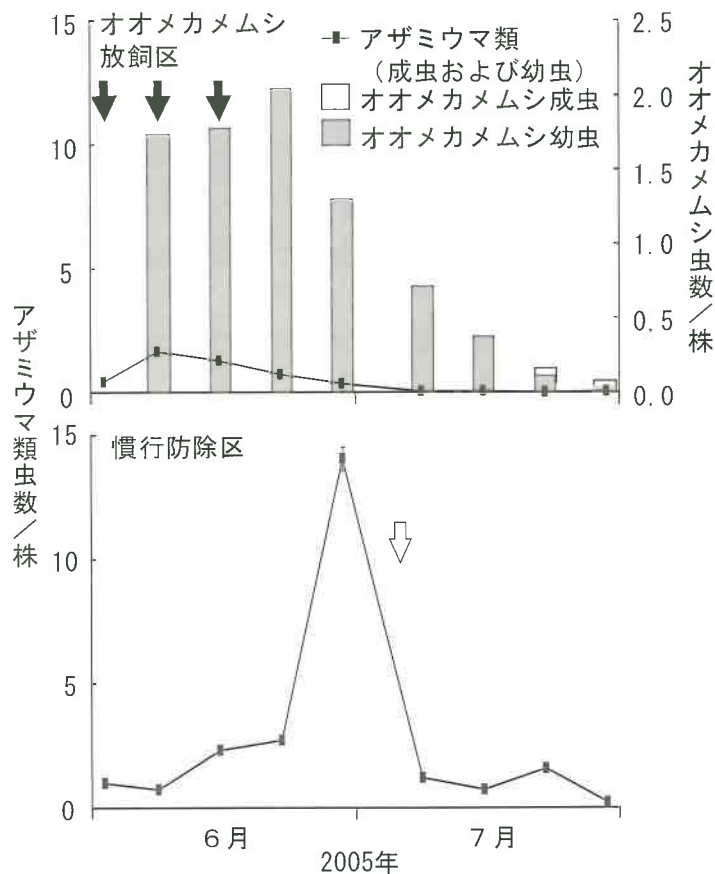 オオメカメムシ
放飼区
アザミウマ類
（成虫および幼虫）
オオメカメムシ成虫
オオメカメムシ幼虫
15
10
5
0
2.5
2.0
1.5
1.0
0.5
0.0
オオメカメムシ虫数／株
アザミウマ類虫数／株
慣行防除区
15
10
5
0
6月
7月
2005年